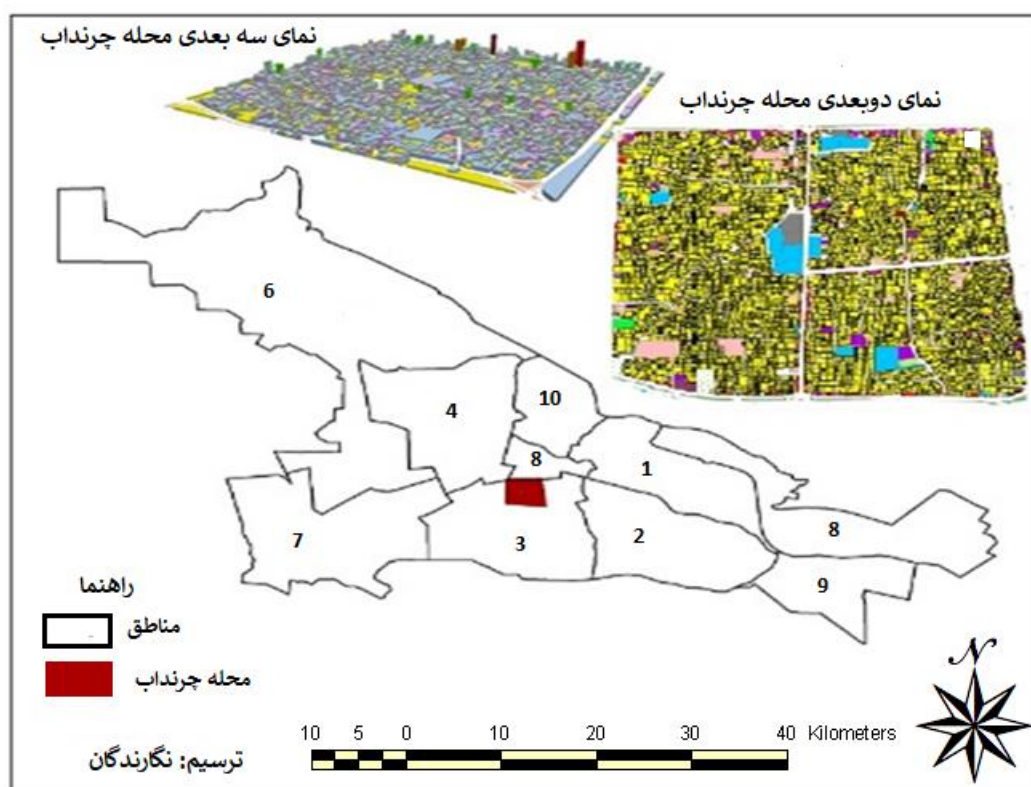 نمای سه بعدی محله چرنداب
نمای دوبعدی محله چرنداب
6
4
10
8
1
7
3
2
8
9
راهنما
مناطق
محله چرنداب
N
10 5 0 10 20 30 40 Kilometers
ترسیم: نگارندگان